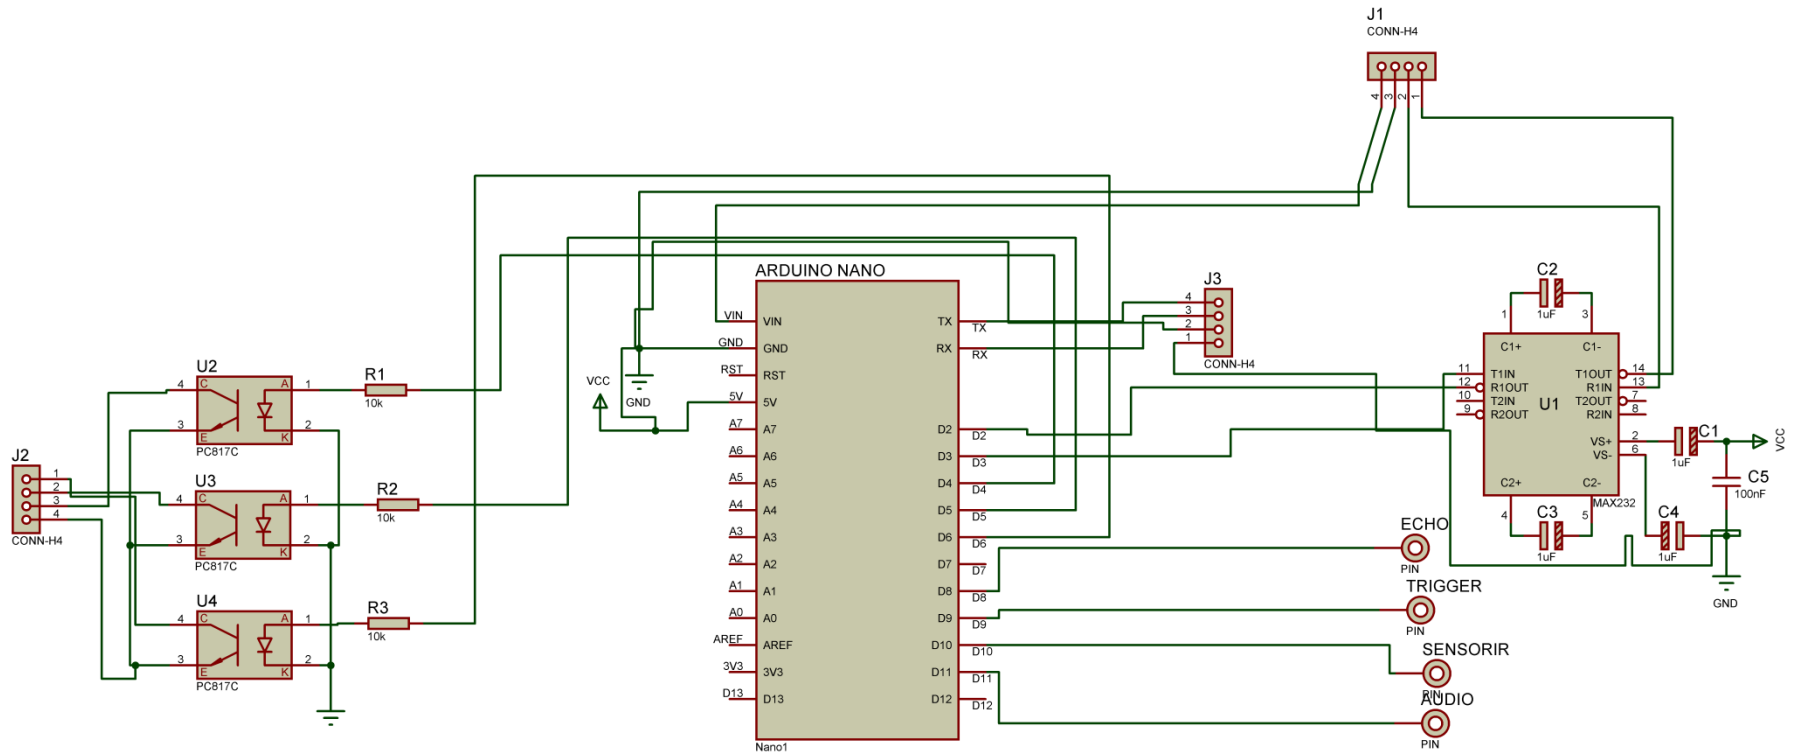 J1
CONN-H4
4
3
2
1
ARDUINO NANO
VIN
VIN
GND
GND
RST
RST
5V
5V
A7
A7
A6
A6
A5
A5
A4
A4
A3
A3
A2
A2
A1
A1
A0
A0
AREF
AREF
3V3
3V3
D13
D13
TX
TX
RX
RX
D2
D2
D3
D3
D4
D4
D5
D5
D6
D6
D7
D7
D8
D8
D9
D9
D10
D10
D11
D11
D12
D12
Nano1
VCC
GND
J3
4
3
2
1
CONN-H4
U2
4
C
A
1
3
E
K
2
PC817C
R1
10k
U3
4
C
A
1
3
E
K
2
PC817C
R2
10k
U4
4
C
A
1
3
E
K
2
PC817C
R3
10k
J2
1
2
3
4
CONN-H4
C2
1uF
1
3
C1+
C1-
11
T1IN
T1OUT
14
12
R1OUT
R1IN
13
10
T2IN
T2OUT
7
9
R2OUT
R2IN
8
U1
VS+
2
VS-
6
C2+
C2-
MAX232
4
5
C3
1uF
C1
1uF
VCC
C5
100nF
C4
1uF
GND
ECHO
PIN
TRIGGER
PIN
SENSORIR
PIN
AUDIO
PIN